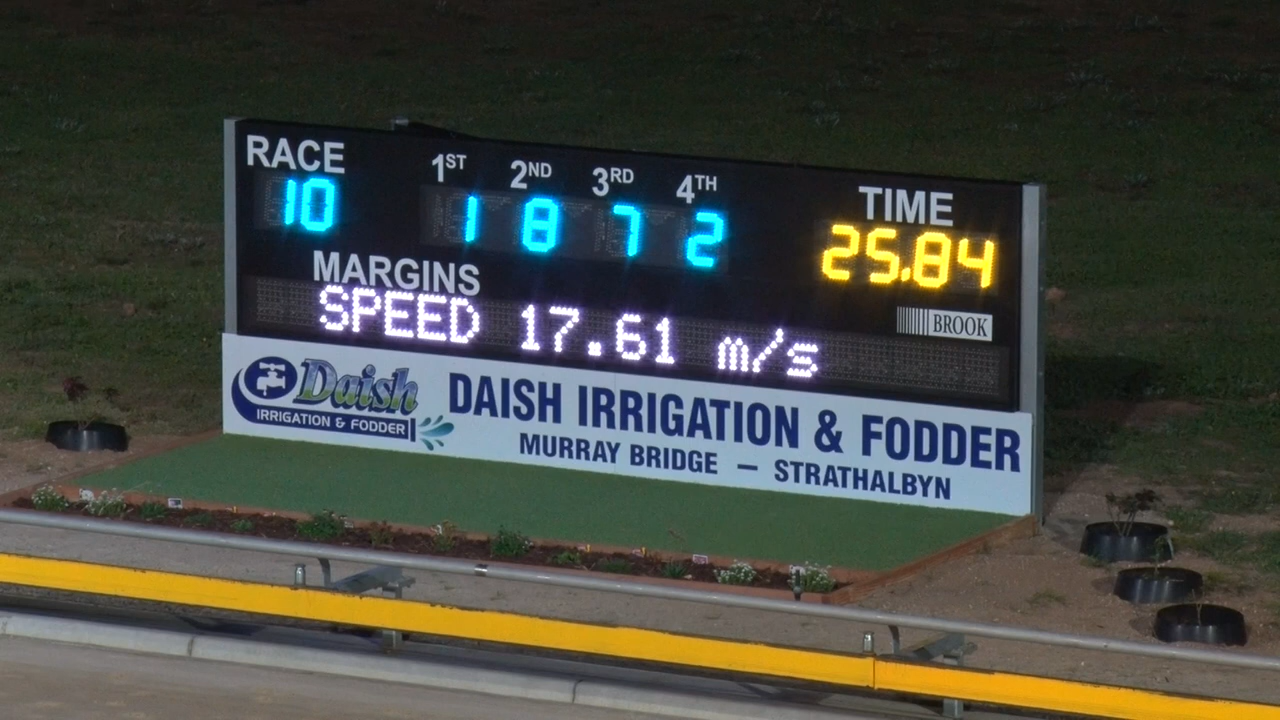 RACE 1ST 2ND 3RD 4TH TIME
10 1 8 7 2 25.84
MARGINS
SPEED 17.61 m/s
BROOK
Daish
IRRIGATION & FODDER
DAISH IRRIGATION & FODDER
MURRAY BRIDGE – STRATHALBYN